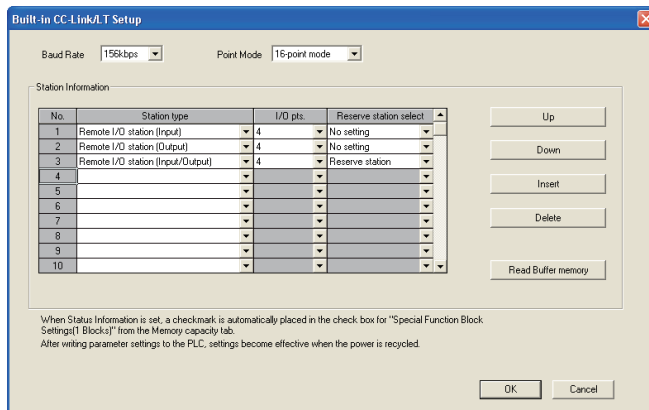 Built-in CC-Link/LT Setup
Baud Rate 156kbps Point Mode 16-point mode
Station Information
No. Station type I/O pts. Reserve station select
1 Remote I/O station (Input) 4 No setting
2 Remote I/O station (Output) 4 No setting
3 Remote I/O station (Input/Output) 4 Reserve station
4
5
6
7
8
9
10
Up
Down
Insert
Delete
Read Buffer memory
When Status Information is set, a checkmark is automatically placed in the check box for "Special Function Block
Settings(1 Blocks)" from the Memory capacity tab.
After writing parameter settings to the PLC, settings become effective when the power is recycled.
OK Cancel